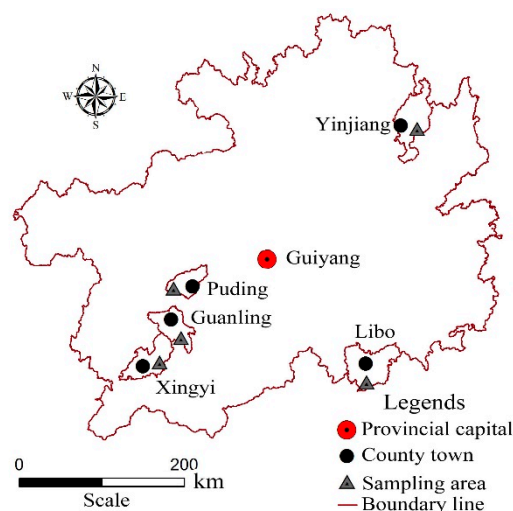 N
W E
S
Yinjiang
Guiyang
Puding
Guanling
Libo
Xingyi
Legends
Provincial capital
County town
Sampling area
Boundary line
0 200
km
Scale